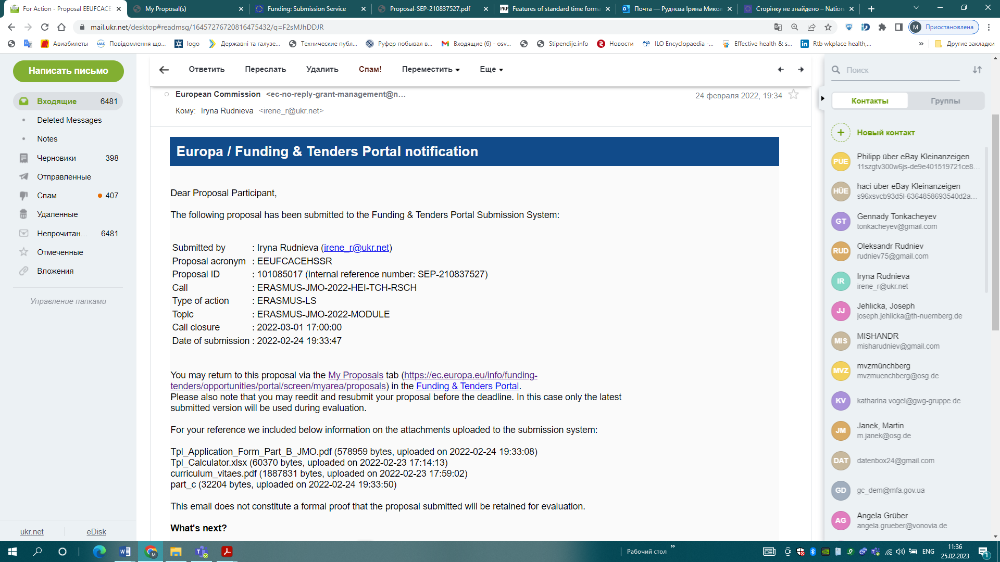 For Action - Proposal EEUFCACE
My Proposal(s)
Funding: Submission Service
Proposal-SEP-210837527.pdf
PKP Features of standard time forma
Почта — Руднєва Ірина Микол
Сторінку не знайдено – Nation
mail.ukr.net/desktop#readmsg/16457276720816475432/q=F2sMJhDDJR
M Приостановлена
Авиабилеты
UAS Повідомлення що...
logo
Державні та галузе...
Технические публ...
Руфер побывал в...
Входящие (6) - osv...
Stipendije.info
Новости
ILO Encyclopaedia -...
Effective health & s...
Rtb wkplace health,...
»
Другие закладки
Написать письмо
Входящие 6481
Deleted Messages
Notes
Черновики 398
Отправленные
Спам 407
Удаленные
Непрочитан... 6481
Отмеченные
Вложения
Управление папками
ukr.net eDisk
Ответить Переслать Удалить Спам! Переместить Еще
European Commission <ec-no-reply-grant-management@n...
24 февраля 2022, 19:34
Кому: Iryna Rudnieva <irene_r@ukr.net>
Europa / Funding & Tenders Portal notification
Dear Proposal Participant,
The following proposal has been submitted to the Funding & Tenders Portal Submission System:
Submitted by : Iryna Rudnieva (irene_r@ukr.net)
Proposal acronym : EEUFCACEHSSR
Proposal ID : 101085017 (internal reference number: SEP-210837527)
Call : ERASMUS-JMO-2022-HEI-TCH-RSCH
Type of action : ERASMUS-LS
Topic : ERASMUS-JMO-2022-MODULE
Call closure : 2022-03-01 17:00:00
Date of submission : 2022-02-24 19:33:47
You may return to this proposal via the My Proposals tab (https://ec.europa.eu/info/funding-
tenders/opportunities/portal/screen/myarea/proposals) in the Funding & Tenders Portal.
Please also note that you may reedit and resubmit your proposal before the deadline. In this case only the latest
submitted version will be used during evaluation.
For your reference we included below information on the attachments uploaded to the submission system:
Tpl_Application_Form_Part_B_JMO.pdf (578959 bytes, uploaded on 2022-02-24 19:33:08)
Tpl_Calculator.xlsx (60370 bytes, uploaded on 2022-02-23 17:14:13)
curriculum_vitaes.pdf (1887831 bytes, uploaded on 2022-02-23 17:59:02)
part_c (32204 bytes, uploaded on 2022-02-24 19:33:50)
This email does not constitute a formal proof that the proposal submitted will be retained for evaluation.
What's next?
Поиск
Контакты Группы
Новый контакт
PÜE Philipp über eBay Kleinanzeigen
11szgtv300w6js-de9e401519721ce8...
HÜE haci über eBay Kleinanzeigen
s96xsvcb93d5l-6364858693540d2a...
GT Gennady Tonkacheyev
tonkacheyev@gmail.com
RUD Oleksandr Rudniev
rudniev75@gmail.com
IR Iryna Rudnieva
irene_r@ukr.net
JJ Jehlicka, Joseph
joseph.jehlicka@th-nuernberg.de
MIS MISHANDR
misharudniev@gmail.com
MVZ mvzmünchberg
mvzmuenchberg@osg.de
KV katharina.vogel@gwg-gruppe.de
JM Janek, Martin
m.janek@osg.de
DAT datenbox24@gmail.com
GD gc_dem@mfa.gov.ua
AG Angela Grüber
angela.grueber@vonovia.de
Рабочий стол »
ENG
11:36
25.02.2023
1